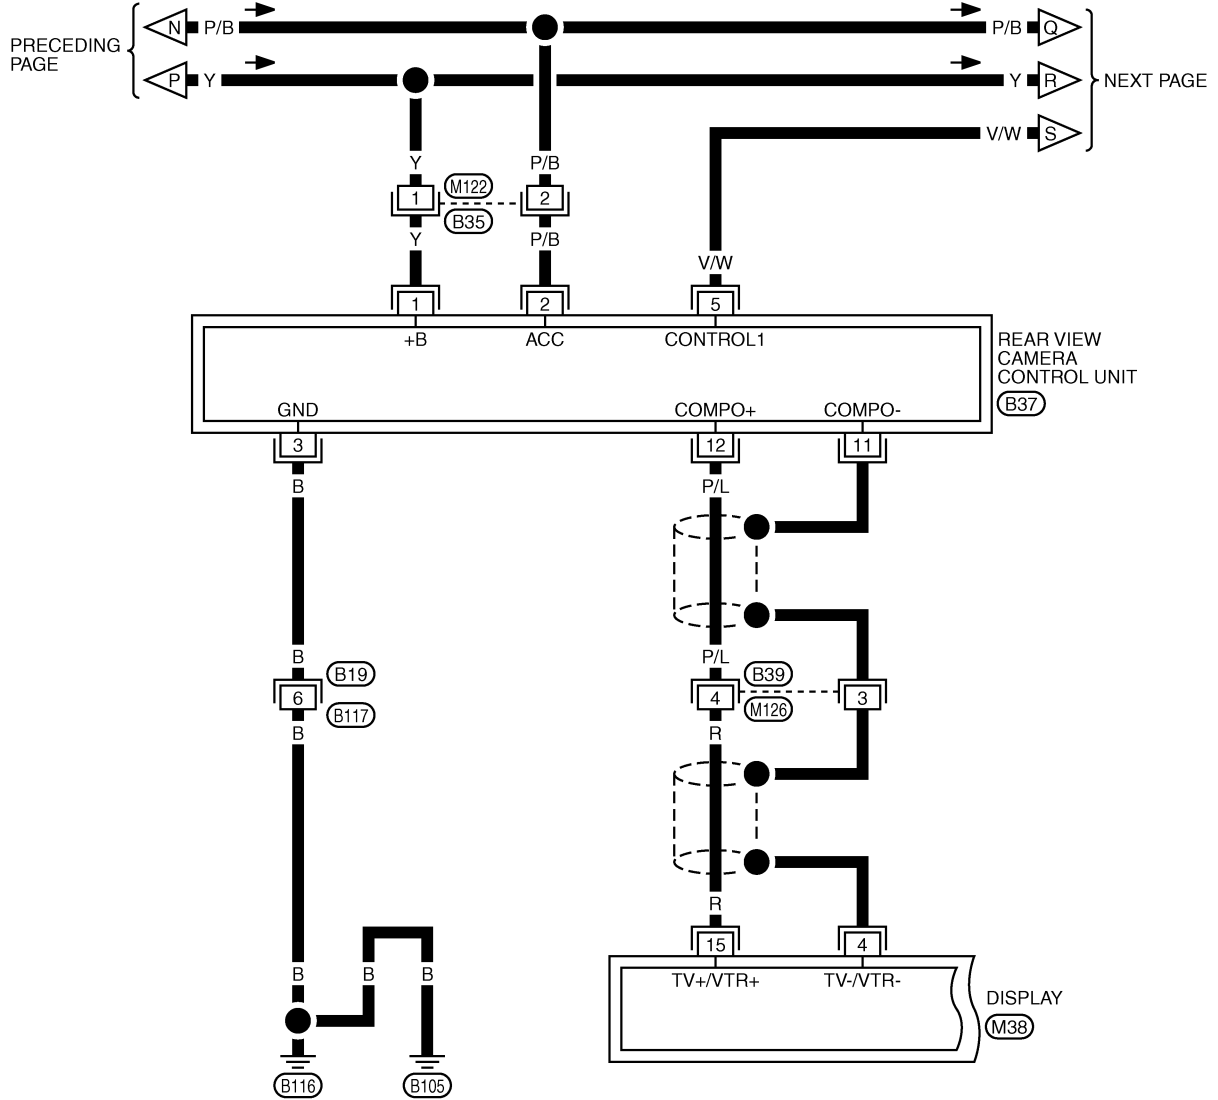 N P/B P/B Q
PRECEDING
PAGE
P Y Y R
NEXT PAGE
V/W S
Y P/B
1 M122 2
B35
Y P/B
V/W
1 2 5
+B ACC CONTROL1
REAR VIEW
CAMERA
CONTROL UNIT
B37
GND COMPO+ COMPO-
3 12 11
B P/L
B P/L
B19 B39
6 4 3
B117 M126
B R
R
15 4
B B B
TV+/VTR+ TV-/VTR-
DISPLAY
M38
B116 B105